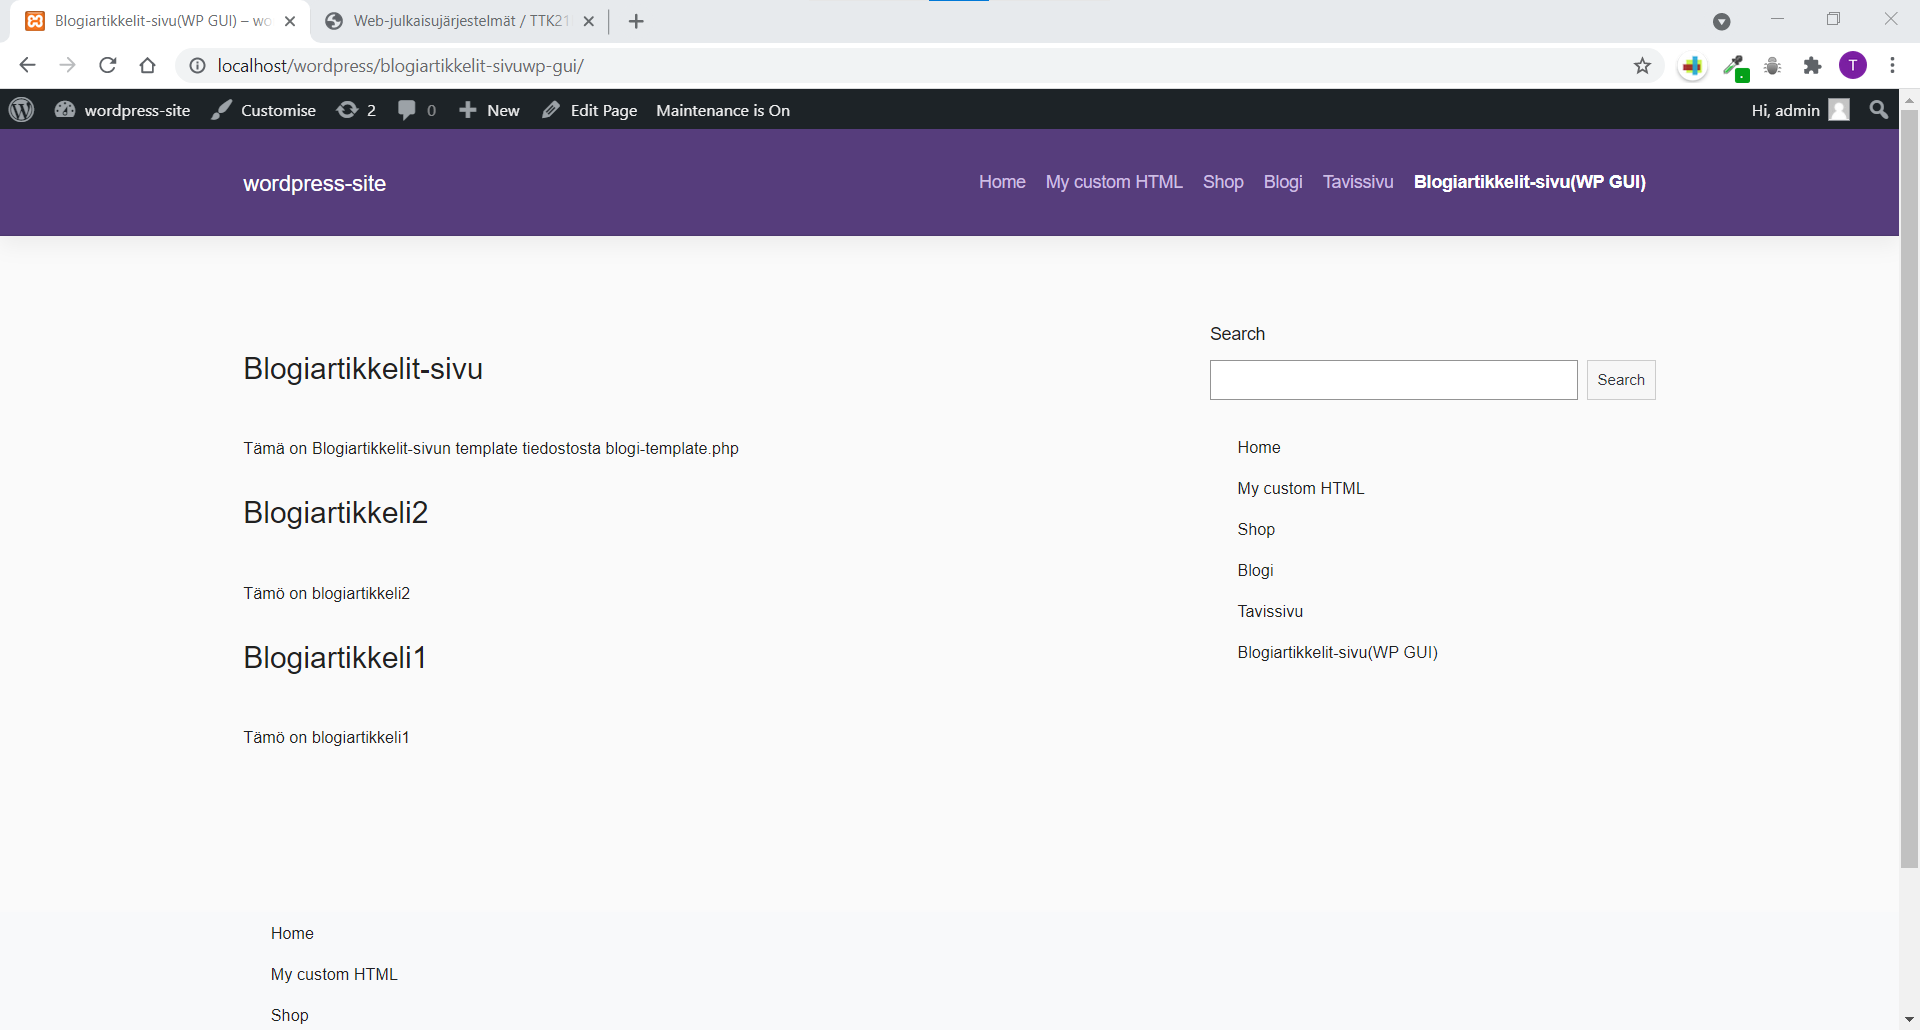 Blogiartikkelit-sivu(WP GUI) – wo
Web-julkaisujärjestelmät / TTK21
localhost/wordpress/blogiartikkelit-sivuwp-gui/
T
wordpress-site Customise 2 0 New Edit Page Maintenance is On Hi, admin
wordpress-site
Home My custom HTML Shop Blogi Tavissivu Blogiartikkelit-sivu(WP GUI)
Blogiartikkelit-sivu
Tämä on Blogiartikkelit-sivun template tiedostosta blogi-template.php
Blogiartikkeli2
Tämö on blogiartikkeli2
Blogiartikkeli1
Tämö on blogiartikkeli1
Search
Search
Home
My custom HTML
Shop
Blogi
Tavissivu
Blogiartikkelit-sivu(WP GUI)
Home
My custom HTML
Shop